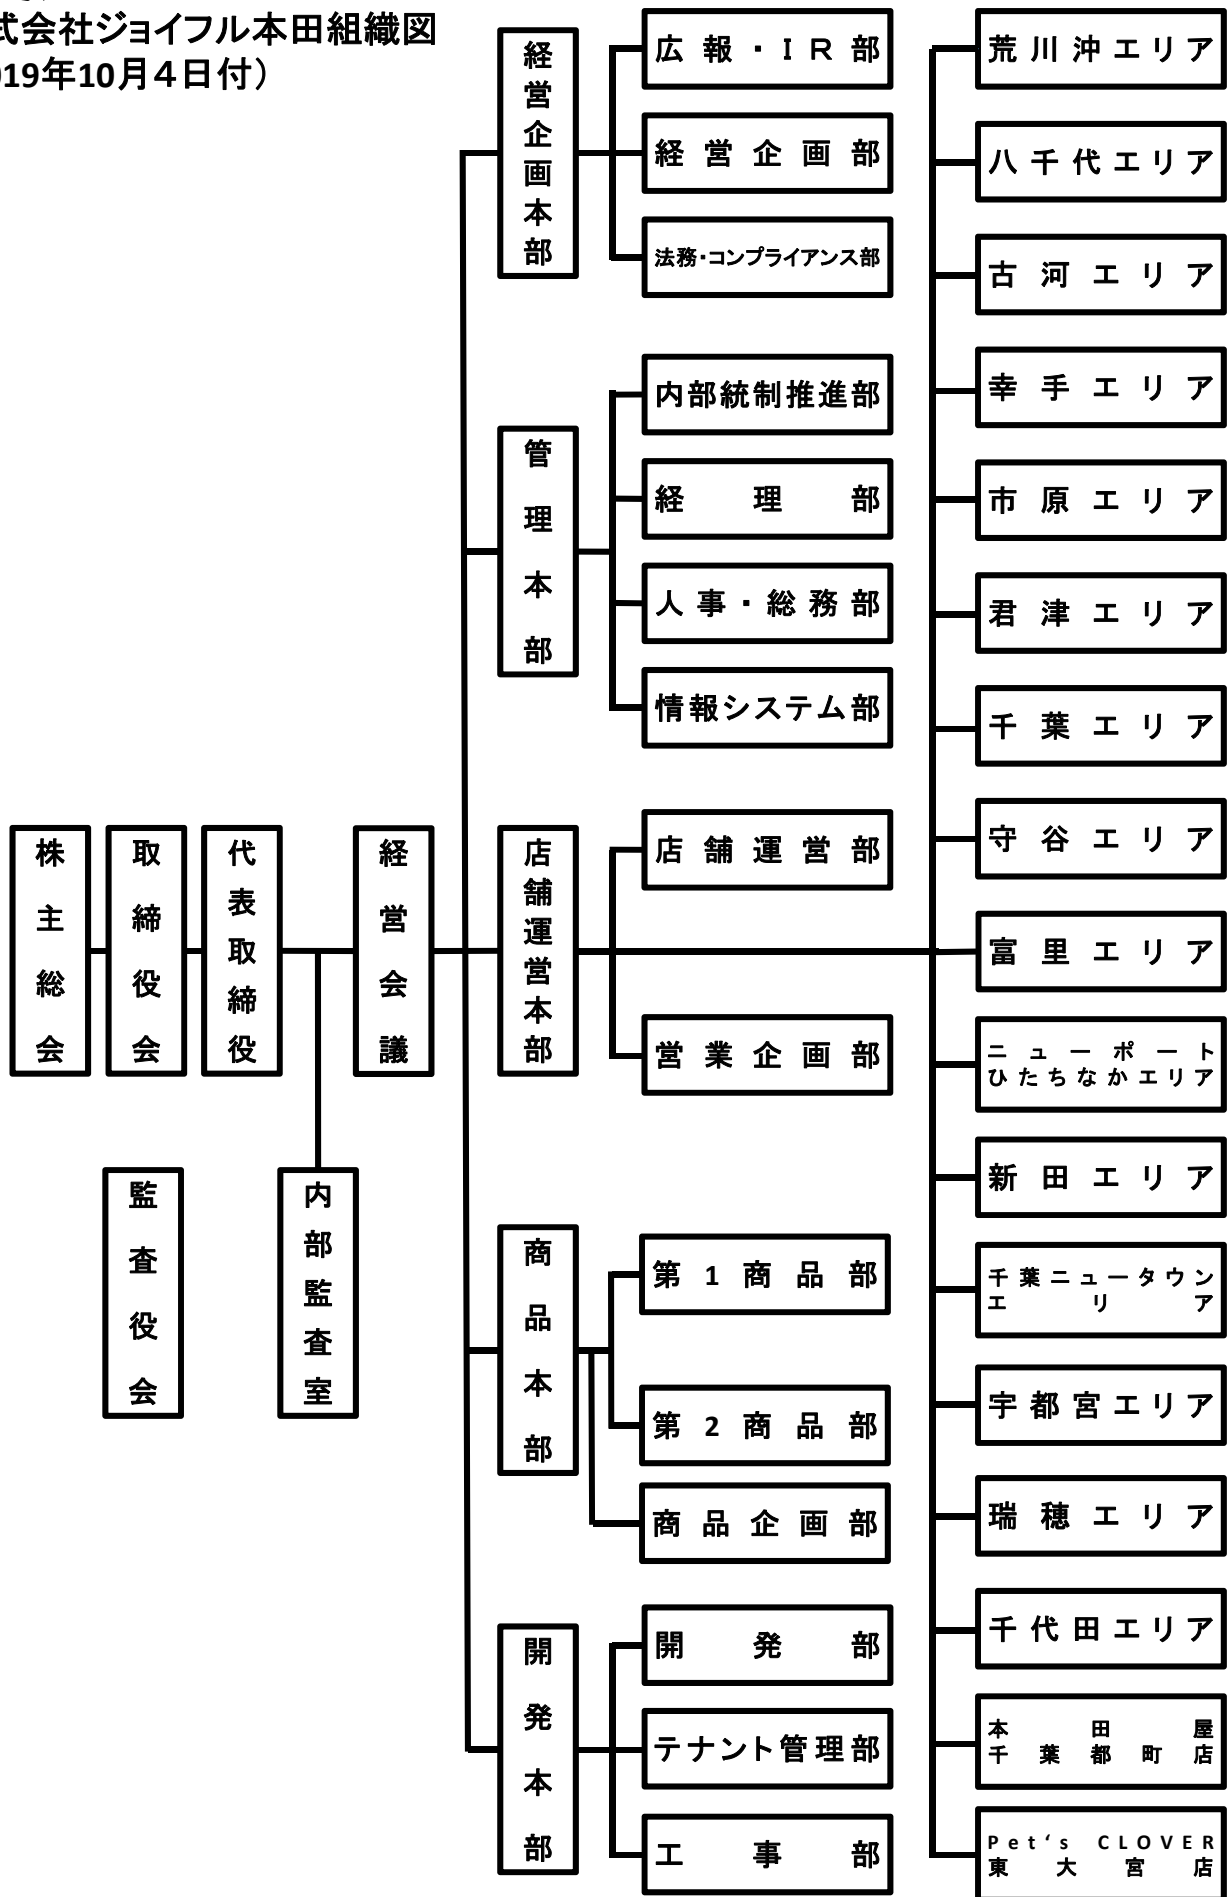 式会社ジョイフル本田組織図
019年10月4日付）
株主総会
取締役会
代表取締役
経営会議
監査役会
内部監査室
経営企画本部
広報・ＩＲ部
経営企画部
法務・コンプライアンス部
管理本部
内部統制推進部
経理部
人事・総務部
情報システム部
店舗運営本部
店舗運営部
営業企画部
商品本部
第1商品部
第2商品部
商品企画部
開発本部
開発部
テナント管理部
工事部
荒川沖エリア
八千代エリア
古河エリア
幸手エリア
市原エリア
君津エリア
千葉エリア
守谷エリア
富里エリア
ニューポート
ひたちなかエリア
新田エリア
千葉ニュータウン
エリア
宇都宮エリア
瑞穂エリア
千代田エリア
本田屋
千葉都町店
Pet‘s CLOVER
東大宮店